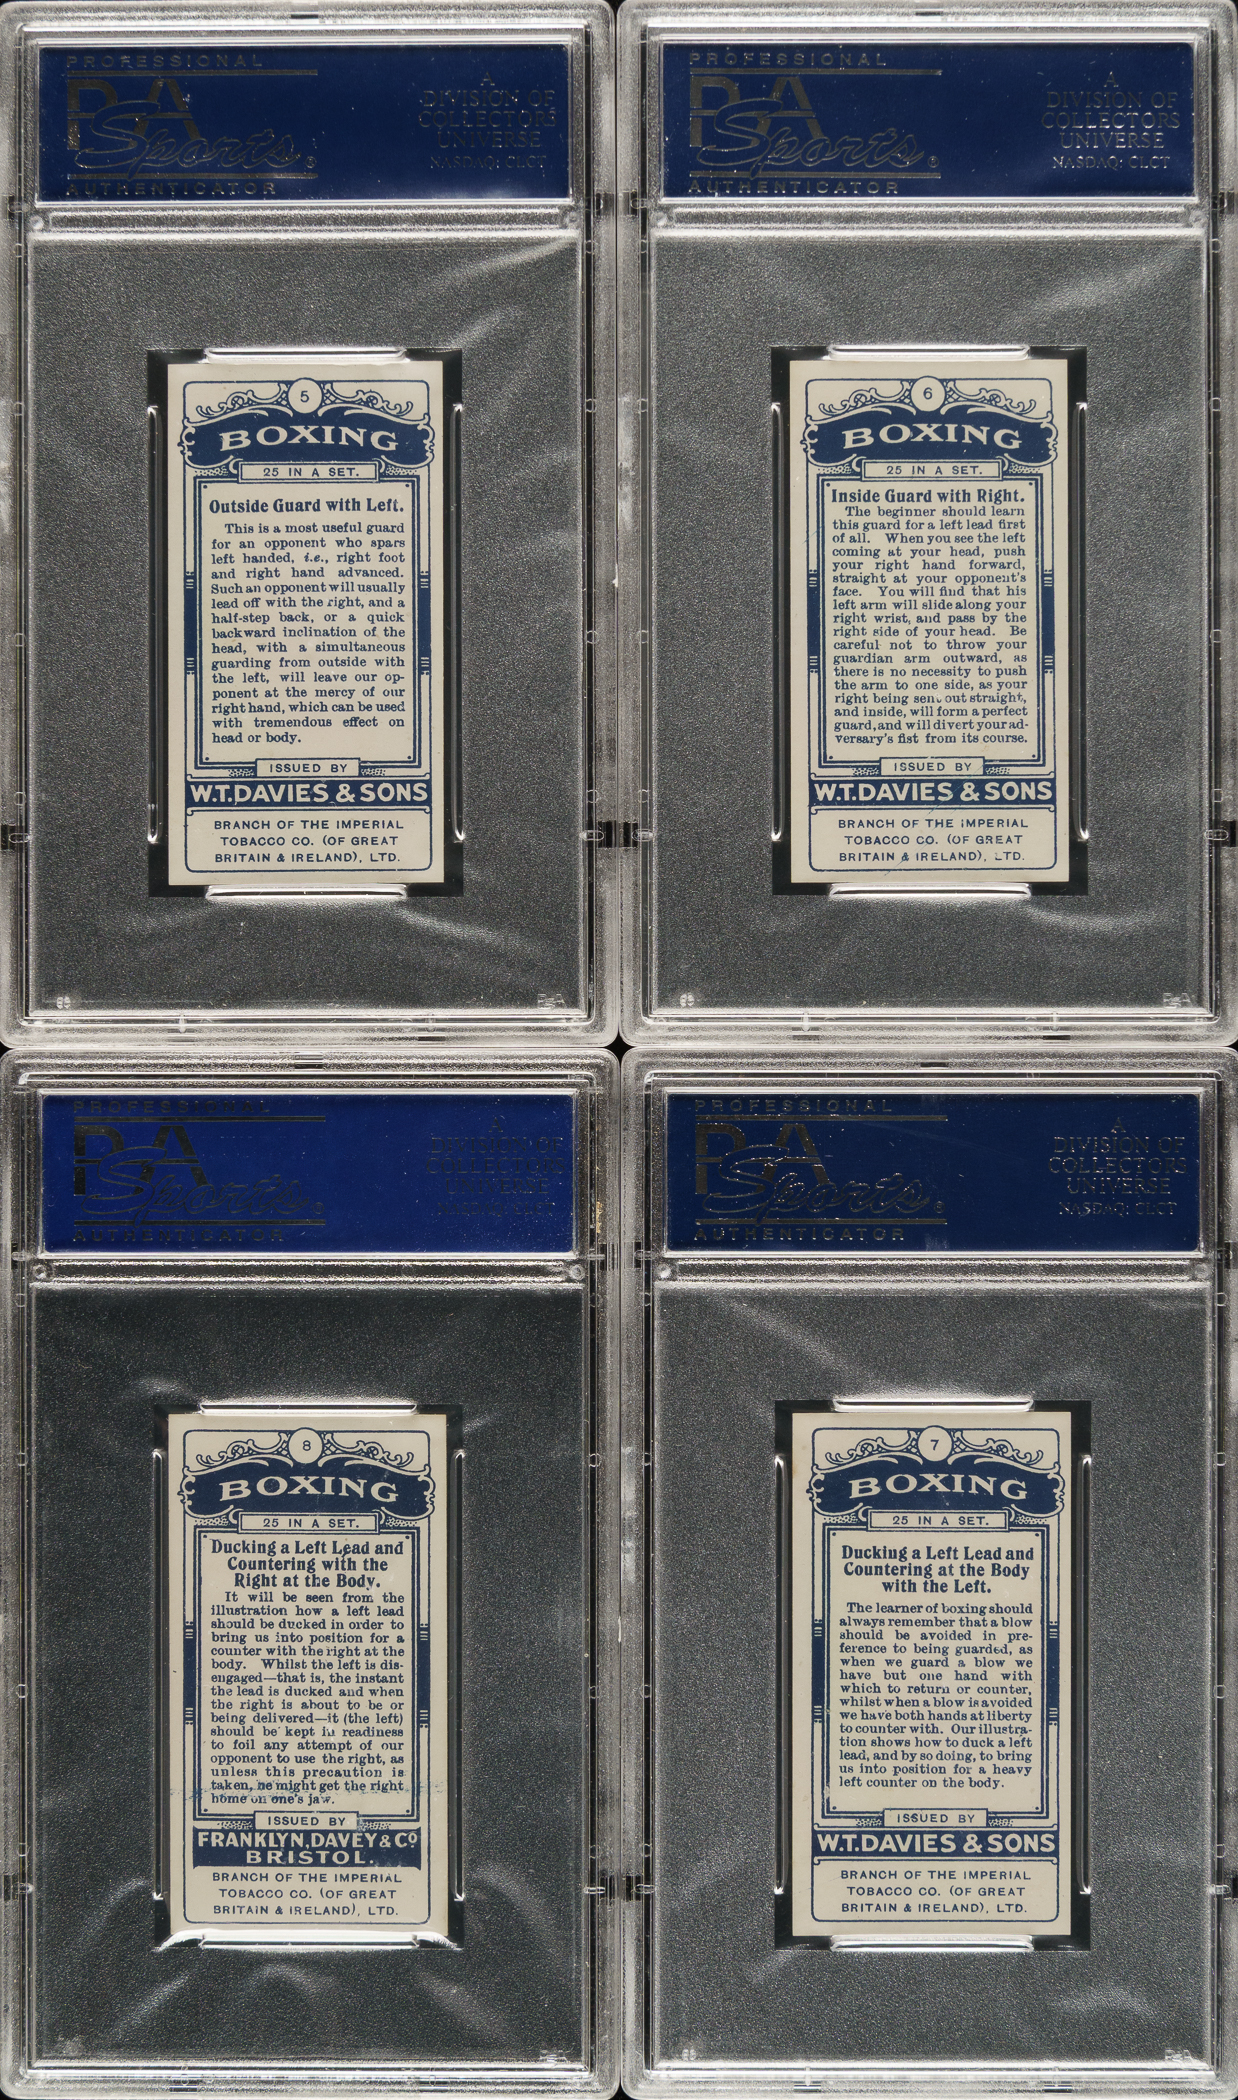 PROFESSIONAL
PSA
Sports®
AUTHENTICATOR
A
DIVISION OF
COLLECTORS
UNIVERSE
NASDAQ: CLCT
5
BOXING
25 IN A SET.
Outside Guard with Left.
This is a most useful guard
for an opponent who spars
left handed, i.e., right foot
and right hand advanced.
Such an opponent will usually
lead off with the right, and a
half-step back, or a quick
backward inclination of the
head, with a simultaneous
guarding from outside with
the left, will leave our op-
ponent at the mercy of our
right hand, which can be used
with tremendous effect on
head or body.
ISSUED BY
W.T. DAVIES & SONS
BRANCH OF THE IMPERIAL
TOBACCO CO. (OF GREAT
BRITAIN & IRELAND), LTD.
PSA
PROFESSIONAL
PSA
Sports®
AUTHENTICATOR
A
DIVISION OF
COLLECTORS
UNIVERSE
NASDAQ: CLCT
6
BOXING
25 IN A SET.
Inside Guard with Right.
The beginner should learn
this guard for a left lead first
of all. When you see the left
coming at your head, push
your right hand forward,
straight at your opponent's
face. You will find that his
left arm will slide along your
right wrist, and pass by the
right side of your head. Be
careful not to throw your
guardian arm outward, as
there is no necessity to push
the arm to one side, as your
right being sent out straight,
and inside, will form a perfect
guard, and will divert your ad-
versary's fist from its course.
ISSUED BY
W.T. DAVIES & SONS
BRANCH OF THE IMPERIAL
TOBACCO CO. (OF GREAT
BRITAIN & IRELAND), LTD.
PSA
PROFESSIONAL
PSA
Sports®
AUTHENTICATOR
A
DIVISION OF
COLLECTORS
UNIVERSE
NASDAQ: CLCT
8
BOXING
25 IN A SET.
Ducking a Left Lead and
Countering with the
Right at the Body.
It will be seen from the
illustration how a left lead
should be ducked in order to
bring us into position for a
counter with the right at the
body. Whilst the left is dis-
engaged—that is, the instant
the lead is ducked and when
the right is about to be or
being delivered—it (the left)
should be kept in readiness
to foil any attempt of our
opponent to use the right, as
unless this precaution is
taken, he might get the right
home on one's jaw.
ISSUED BY
FRANKLYN, DAVEY & Co
BRISTOL.
BRANCH OF THE IMPERIAL
TOBACCO CO. (OF GREAT
BRITAIN & IRELAND), LTD.
PSA
PROFESSIONAL
PSA
Sports®
AUTHENTICATOR
A
DIVISION OF
COLLECTORS
UNIVERSE
NASDAQ: CLCT
7
BOXING
25 IN A SET.
Ducking a Left Lead and
Countering at the Body
with the Left.
The learner of boxing should
always remember that a blow
should be avoided in pre-
ference to being guarded, as
when we guard a blow we
have but one hand with
which to return or counter,
whilst when a blow is avoided
we have both hands at liberty
to counter with. Our illustra-
tion shows how to duck a left
lead, and by so doing, to bring
us into position for a heavy
left counter on the body.
ISSUED BY
W.T. DAVIES & SONS
BRANCH OF THE IMPERIAL
TOBACCO CO. (OF GREAT
BRITAIN & IRELAND), LTD.
PSA